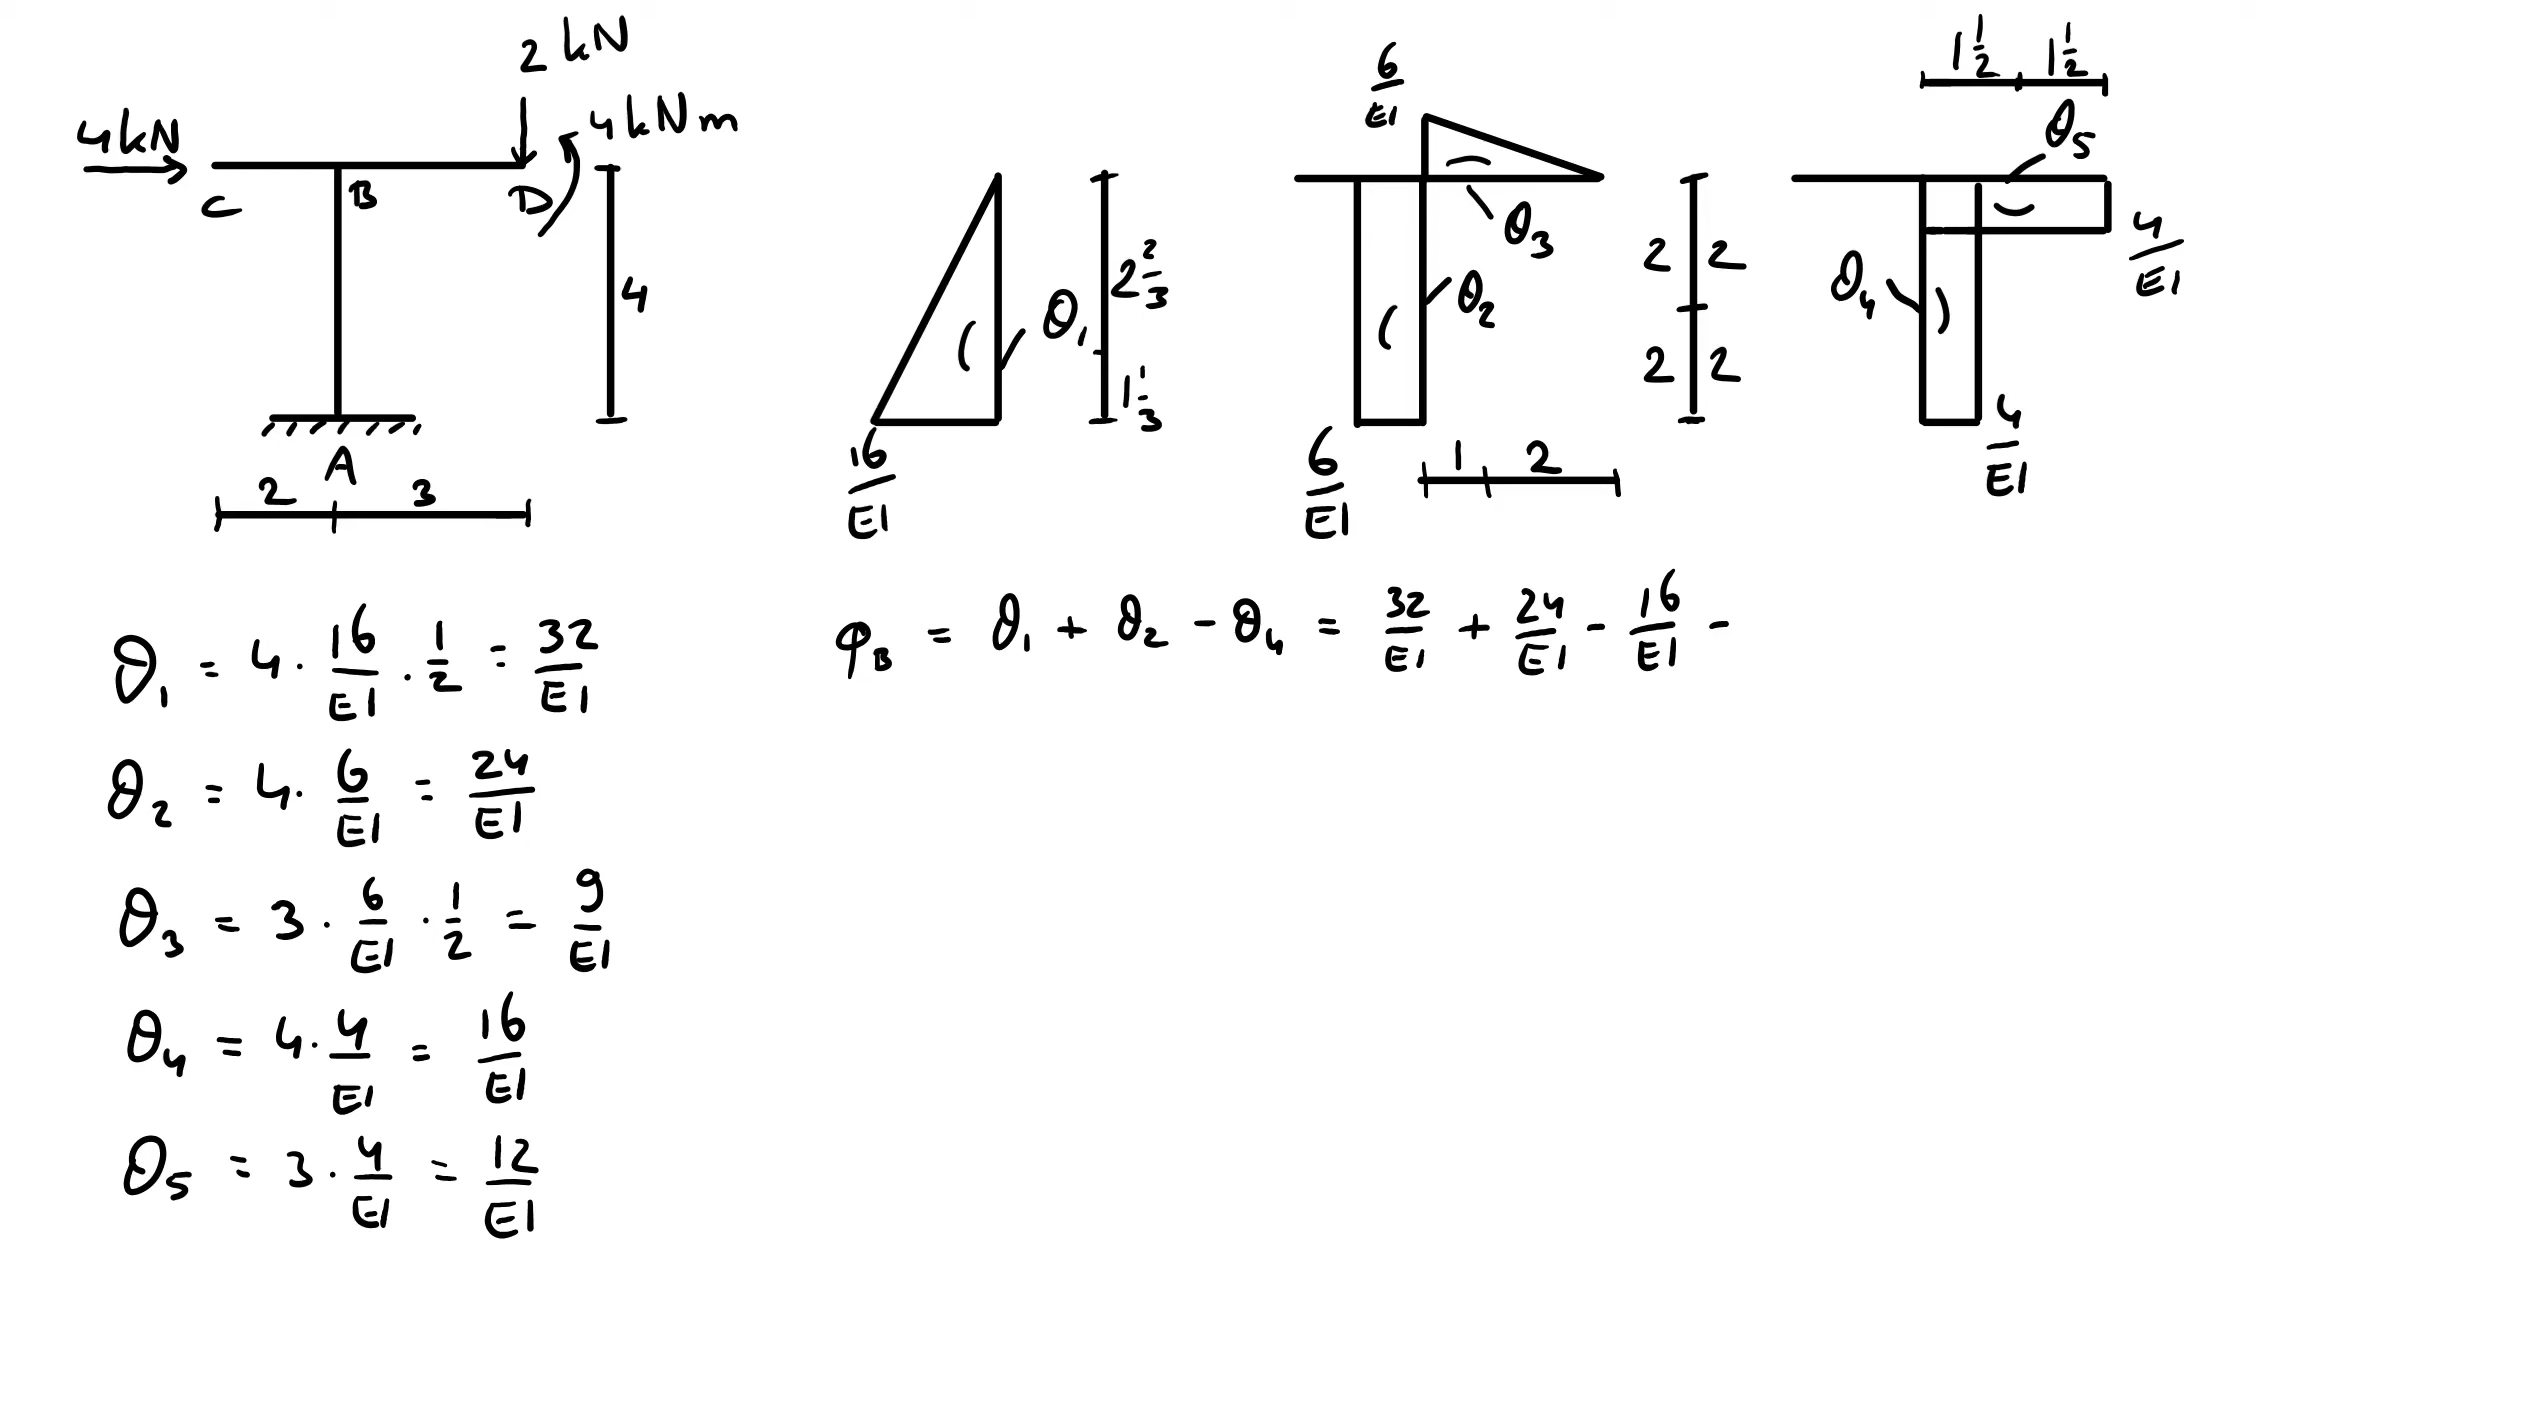 2 kN
4 kN
4 kNm
C
B
D
4
A
2 3
θ₁
2 2/3
1 1/3
16/EI
6/EI
θ₃
θ₂
6/EI
1 2
2 2
2 2
1 1/2 1 1/2
θ₅
4/EI
θ₄
4/EI
θ₁ = 4 · 16/EI · 1/2 = 32/EI
θ₂ = 4 · 6/EI = 24/EI
θ₃ = 3 · 6/EI · 1/2 = 9/EI
θ₄ = 4 · 4/EI = 16/EI
θ₅ = 3 · 4/EI = 12/EI
φ_B = θ₁ + θ₂ - θ₄ = 32/EI + 24/EI - 16/EI -